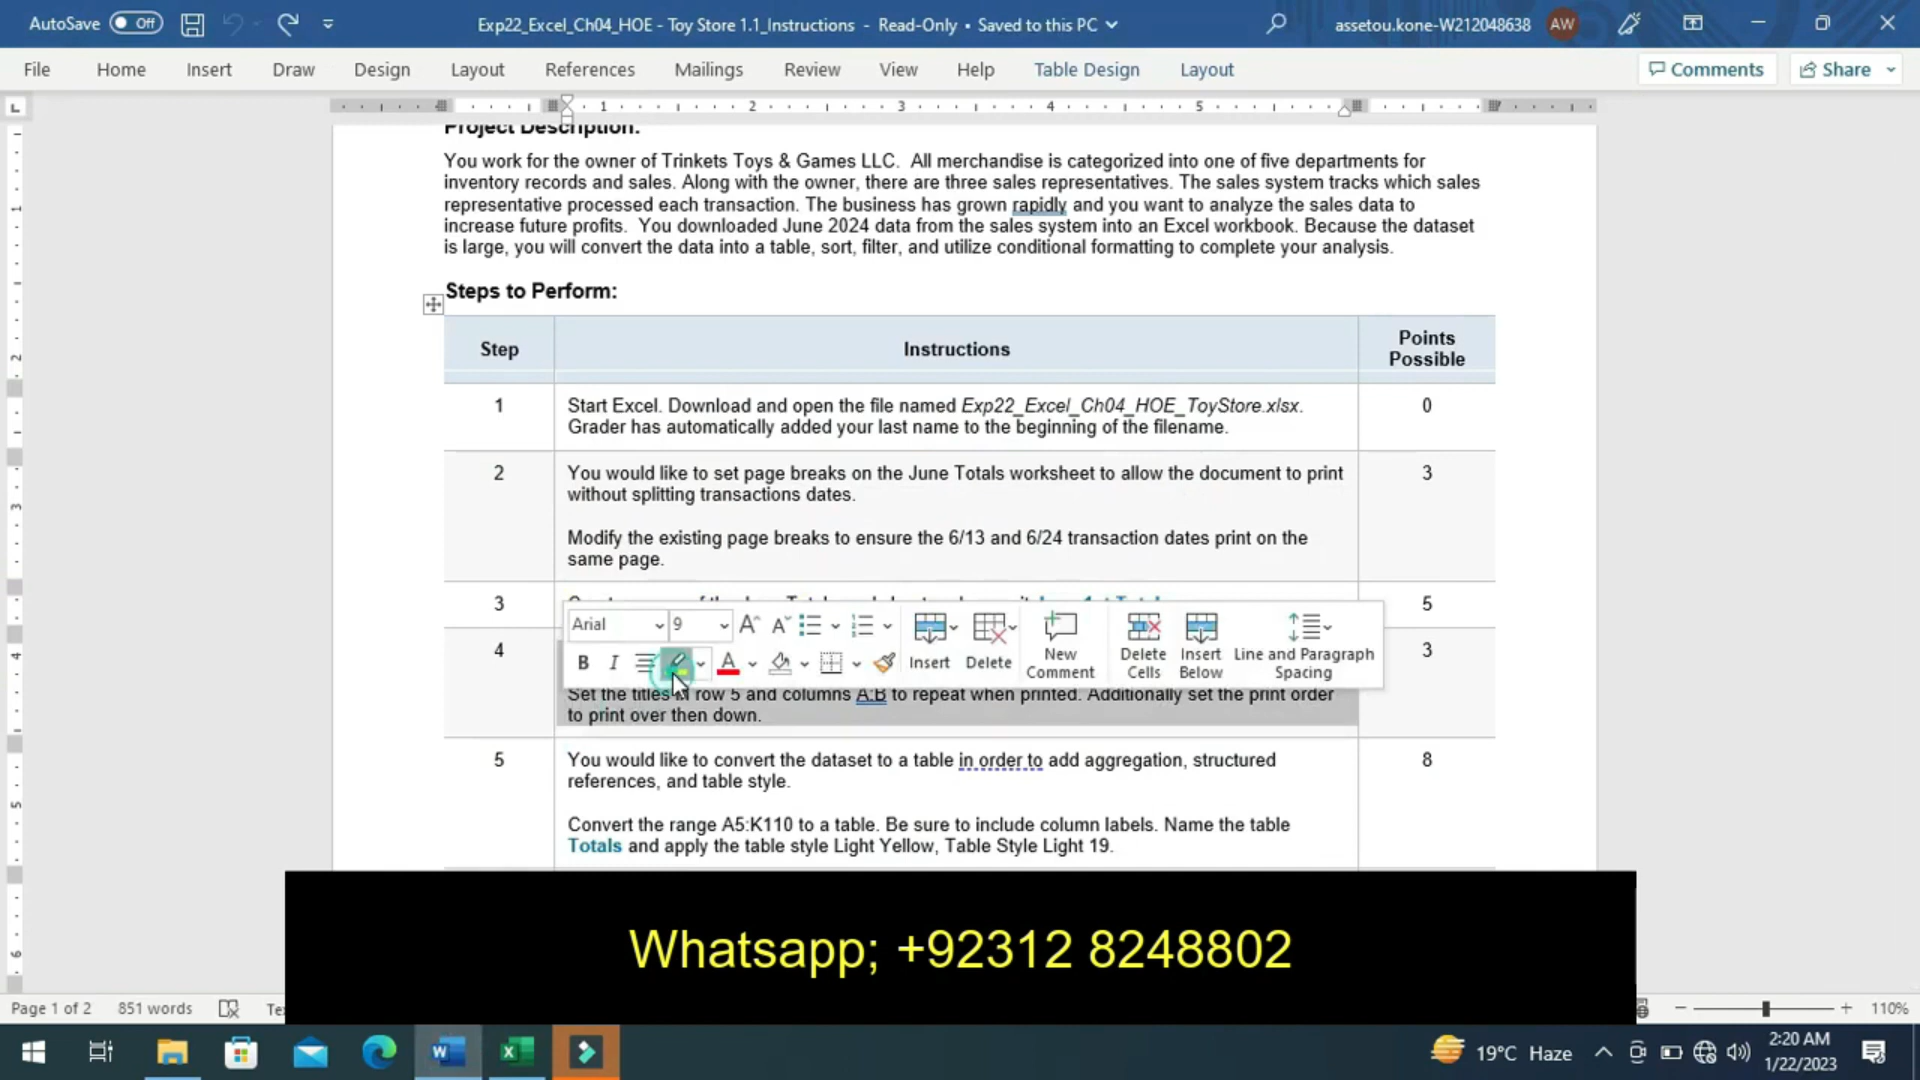 AutoSave Off Exp22_Excel_Ch04_HOE - Toy Store 1.1_Instructions - Read-Only • Saved to this PC assetou.kone-W212048638 AW
File Home Insert Draw Design Layout References Mailings Review View Help Table Design Layout Comments Share
1 2 3 4 5
Project Description:
You work for the owner of Trinkets Toys & Games LLC. All merchandise is categorized into one of five departments for
inventory records and sales. Along with the owner, there are three sales representatives. The sales system tracks which sales
representative processed each transaction. The business has grown rapidly and you want to analyze the sales data to
increase future profits. You downloaded June 2024 data from the sales system into an Excel workbook. Because the dataset
is large, you will convert the data into a table, sort, filter, and utilize conditional formatting to complete your analysis.
Steps to Perform:
Step Instructions Points
Possible
1 Start Excel. Download and open the file named Exp22_Excel_Ch04_HOE_ToyStore.xlsx. 0
Grader has automatically added your last name to the beginning of the filename.
2 You would like to set page breaks on the June Totals worksheet to allow the document to print 3
without splitting transactions dates.
Modify the existing page breaks to ensure the 6/13 and 6/24 transaction dates print on the
same page.
3 5
Arial 9
4 3
Insert Delete New
Comment Delete
Cells Insert
Below Line and Paragraph
Spacing
Set the titles in row 5 and columns A:B to repeat when printed. Additionally set the print order
to print over then down.
5 You would like to convert the dataset to a table in order to add aggregation, structured 8
references, and table style.
Convert the range A5:K110 to a table. Be sure to include column labels. Name the table
Totals and apply the table style Light Yellow, Table Style Light 19.
Whatsapp; +92312 8248802
Page 1 of 2 851 words 110%
19°C Haze 2:20 AM
1/22/2023